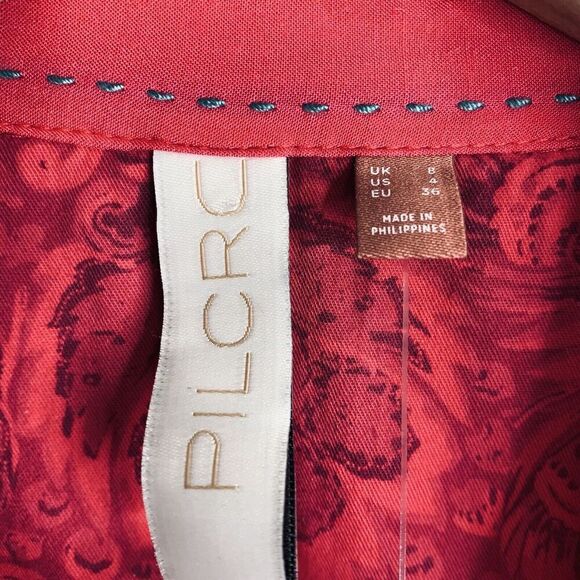 PILCRO
UK 8
US 4
EU 36
MADE IN
PHILIPPINES